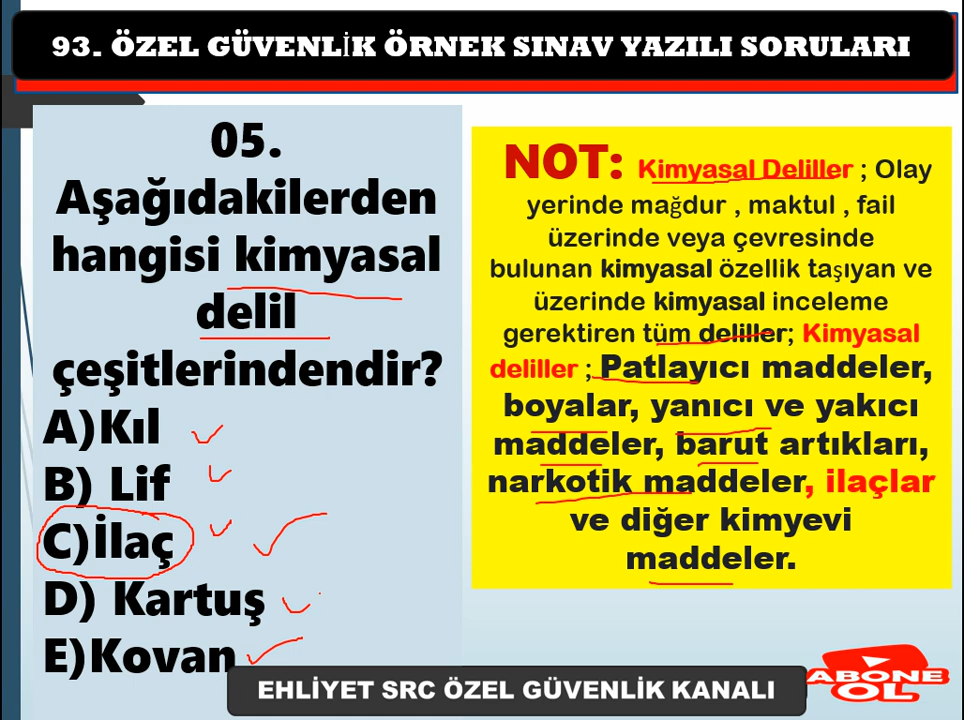 93. ÖZEL GÜVENLİK ÖRNEK SINAV YAZILI SORULARI
05.
Aşağıdakilerden
hangisi kimyasal
delil
çeşitlerindendir?
A)Kıl
B) Lif
C)İlaç
D) Kartuş
E)Kovan
NOT: Kimyasal Deliller ; Olay
yerinde mağdur , maktul , fail
üzerinde veya çevresinde
bulunan kimyasal özellik taşıyan ve
üzerinde kimyasal inceleme
gerektiren tüm deliller; Kimyasal
deliller ; Patlayıcı maddeler,
boyalar, yanıcı ve yakıcı
maddeler, barut artıkları,
narkotik maddeler, ilaçlar
ve diğer kimyevi
maddeler.
EHLİYET SRC ÖZEL GÜVENLİK KANALI
ABONE
OL